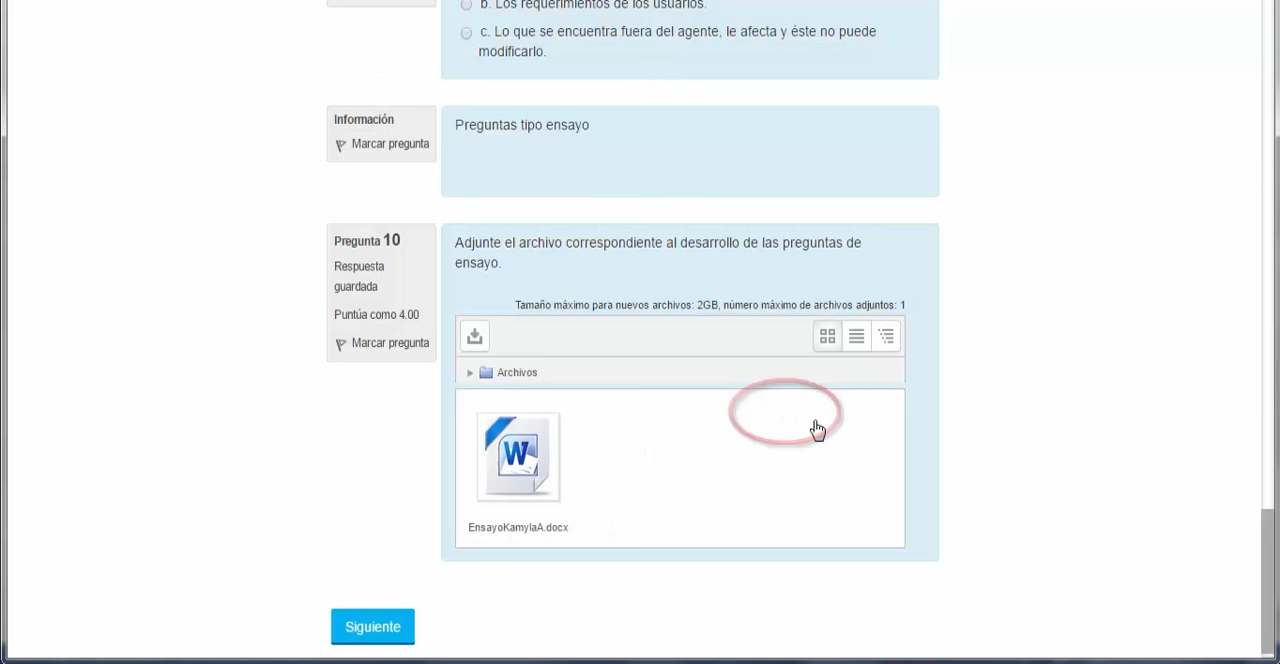 b. Los requerimientos de los usuarios.
c. Lo que se encuentra fuera del agente, le afecta y éste no puede
modificarlo.
Información
Marcar pregunta
Preguntas tipo ensayo
Pregunta 10
Respuesta
guardada
Puntúa como 4.00
Marcar pregunta
Adjunte el archivo correspondiente al desarrollo de las preguntas de
ensayo.
Tamaño máximo para nuevos archivos: 2GB, número máximo de archivos adjuntos: 1
Archivos
W
EnsayoKamylaA.docx
Siguiente